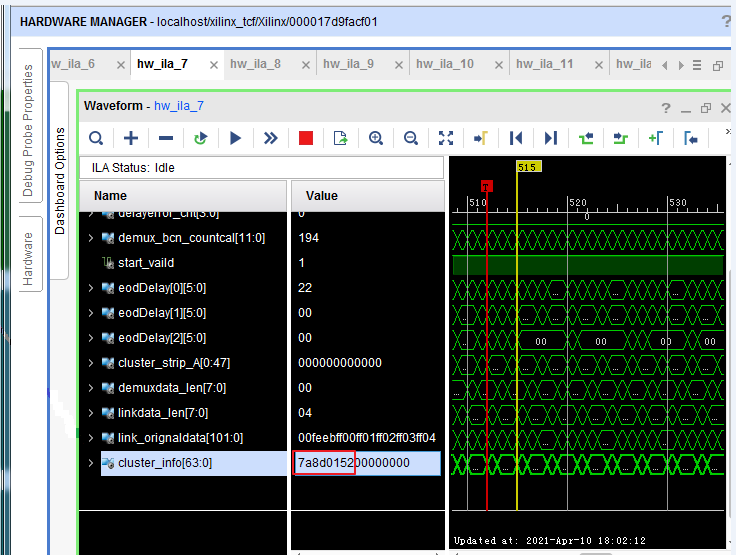 HARDWARE MANAGER - localhost/xilinx_tcf/Xilinx/000017d9facf01
Debug Probe Properties
Hardware
Dashboard Options
w_ila_6
hw_ila_7
hw_ila_8
hw_ila_9
hw_ila_10
hw_ila_11
hw_ila
Waveform - hw_ila_7
ILA Status: Idle
Name Value
delayerror_cnt[3:0] 0
demux_bcn_countcal[11:0] 194
start_vaild 1
eodDelay[0][5:0] 22
eodDelay[1][5:0] 00
eodDelay[2][5:0] 00
cluster_strip_A[0:47] 000000000000
demuxdata_len[7:0] 00
linkdata_len[7:0] 04
link_orignaldata[101:0] 00feebff00ff01ff02ff03ff04
cluster_info[63:0] 7a8d015200000000
515
510 520 530
0
00 00 00 00
Updated at: 2021-Apr-10 18:02:12